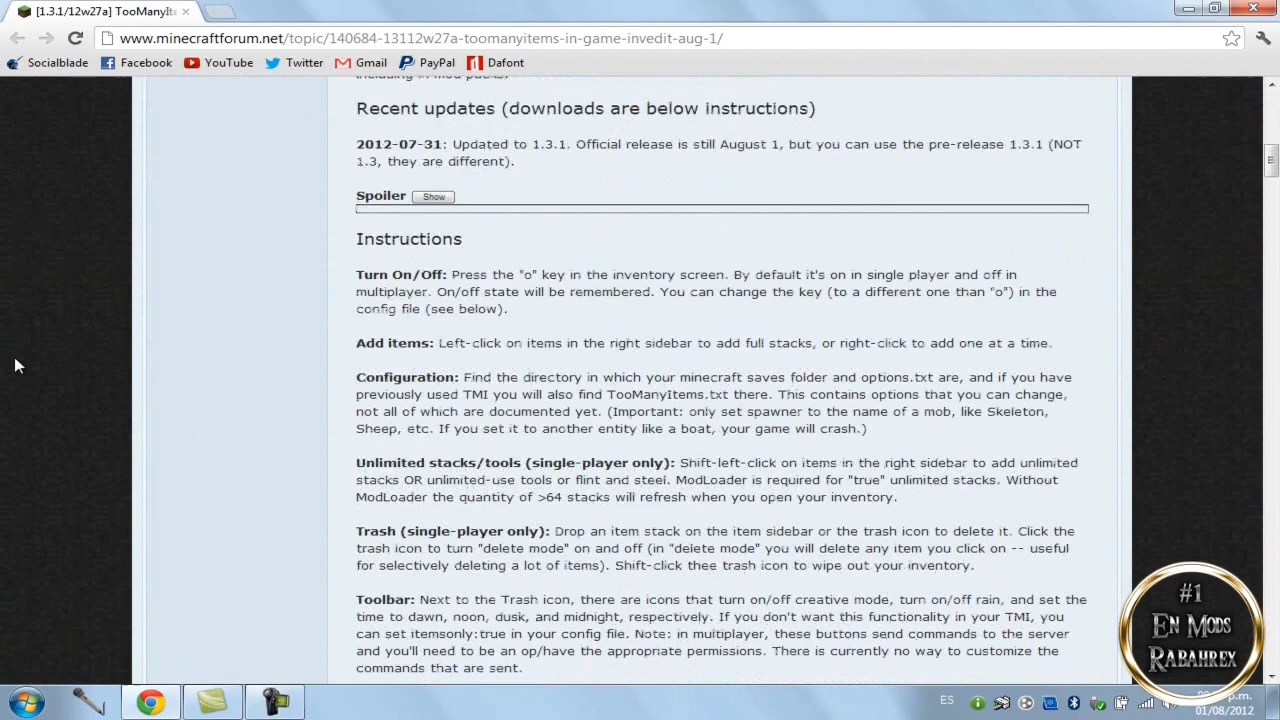 [1.3.1/12w27a] TooManyIte
www.minecraftforum.net/topic/140684-13112w27a-toomanyitems-in-game-invedit-aug-1/
Socialblade Facebook YouTube Twitter Gmail PayPal Dafont
including in mod packs.
Recent updates (downloads are below instructions)
2012-07-31: Updated to 1.3.1. Official release is still August 1, but you can use the pre-release 1.3.1 (NOT
1.3, they are different).
Spoiler Show
Instructions
Turn On/Off: Press the "o" key in the inventory screen. By default it's on in single player and off in
multiplayer. On/off state will be remembered. You can change the key (to a different one than "o") in the
config file (see below).
Add items: Left-click on items in the right sidebar to add full stacks, or right-click to add one at a time.
Configuration: Find the directory in which your minecraft saves folder and options.txt are, and if you have
previously used TMI you will also find TooManyItems.txt there. This contains options that you can change,
not all of which are documented yet. (Important: only set spawner to the name of a mob, like Skeleton,
Sheep, etc. If you set it to another entity like a boat, your game will crash.)
Unlimited stacks/tools (single-player only): Shift-left-click on items in the right sidebar to add unlimited
stacks OR unlimited-use tools or flint and steel. ModLoader is required for "true" unlimited stacks. Without
ModLoader the quantity of >64 stacks will refresh when you open your inventory.
Trash (single-player only): Drop an item stack on the item sidebar or the trash icon to delete it. Click the
trash icon to turn "delete mode" on and off (in "delete mode" you will delete any item you click on -- useful
for selectively deleting a lot of items). Shift-click thee trash icon to wipe out your inventory.
Toolbar: Next to the Trash icon, there are icons that turn on/off creative mode, turn on/off rain, and set the
time to dawn, noon, dusk, and midnight, respectively. If you don't want this functionality in your TMI, you
can set itemsonly:true in your config file. Note: in multiplayer, these buttons send commands to the server
and you'll need to be an op/have the appropriate permissions. There is currently no way to customize the
commands that are sent.
#1
En Mods
Rabahrex
ES
p.m.
01/08/2012